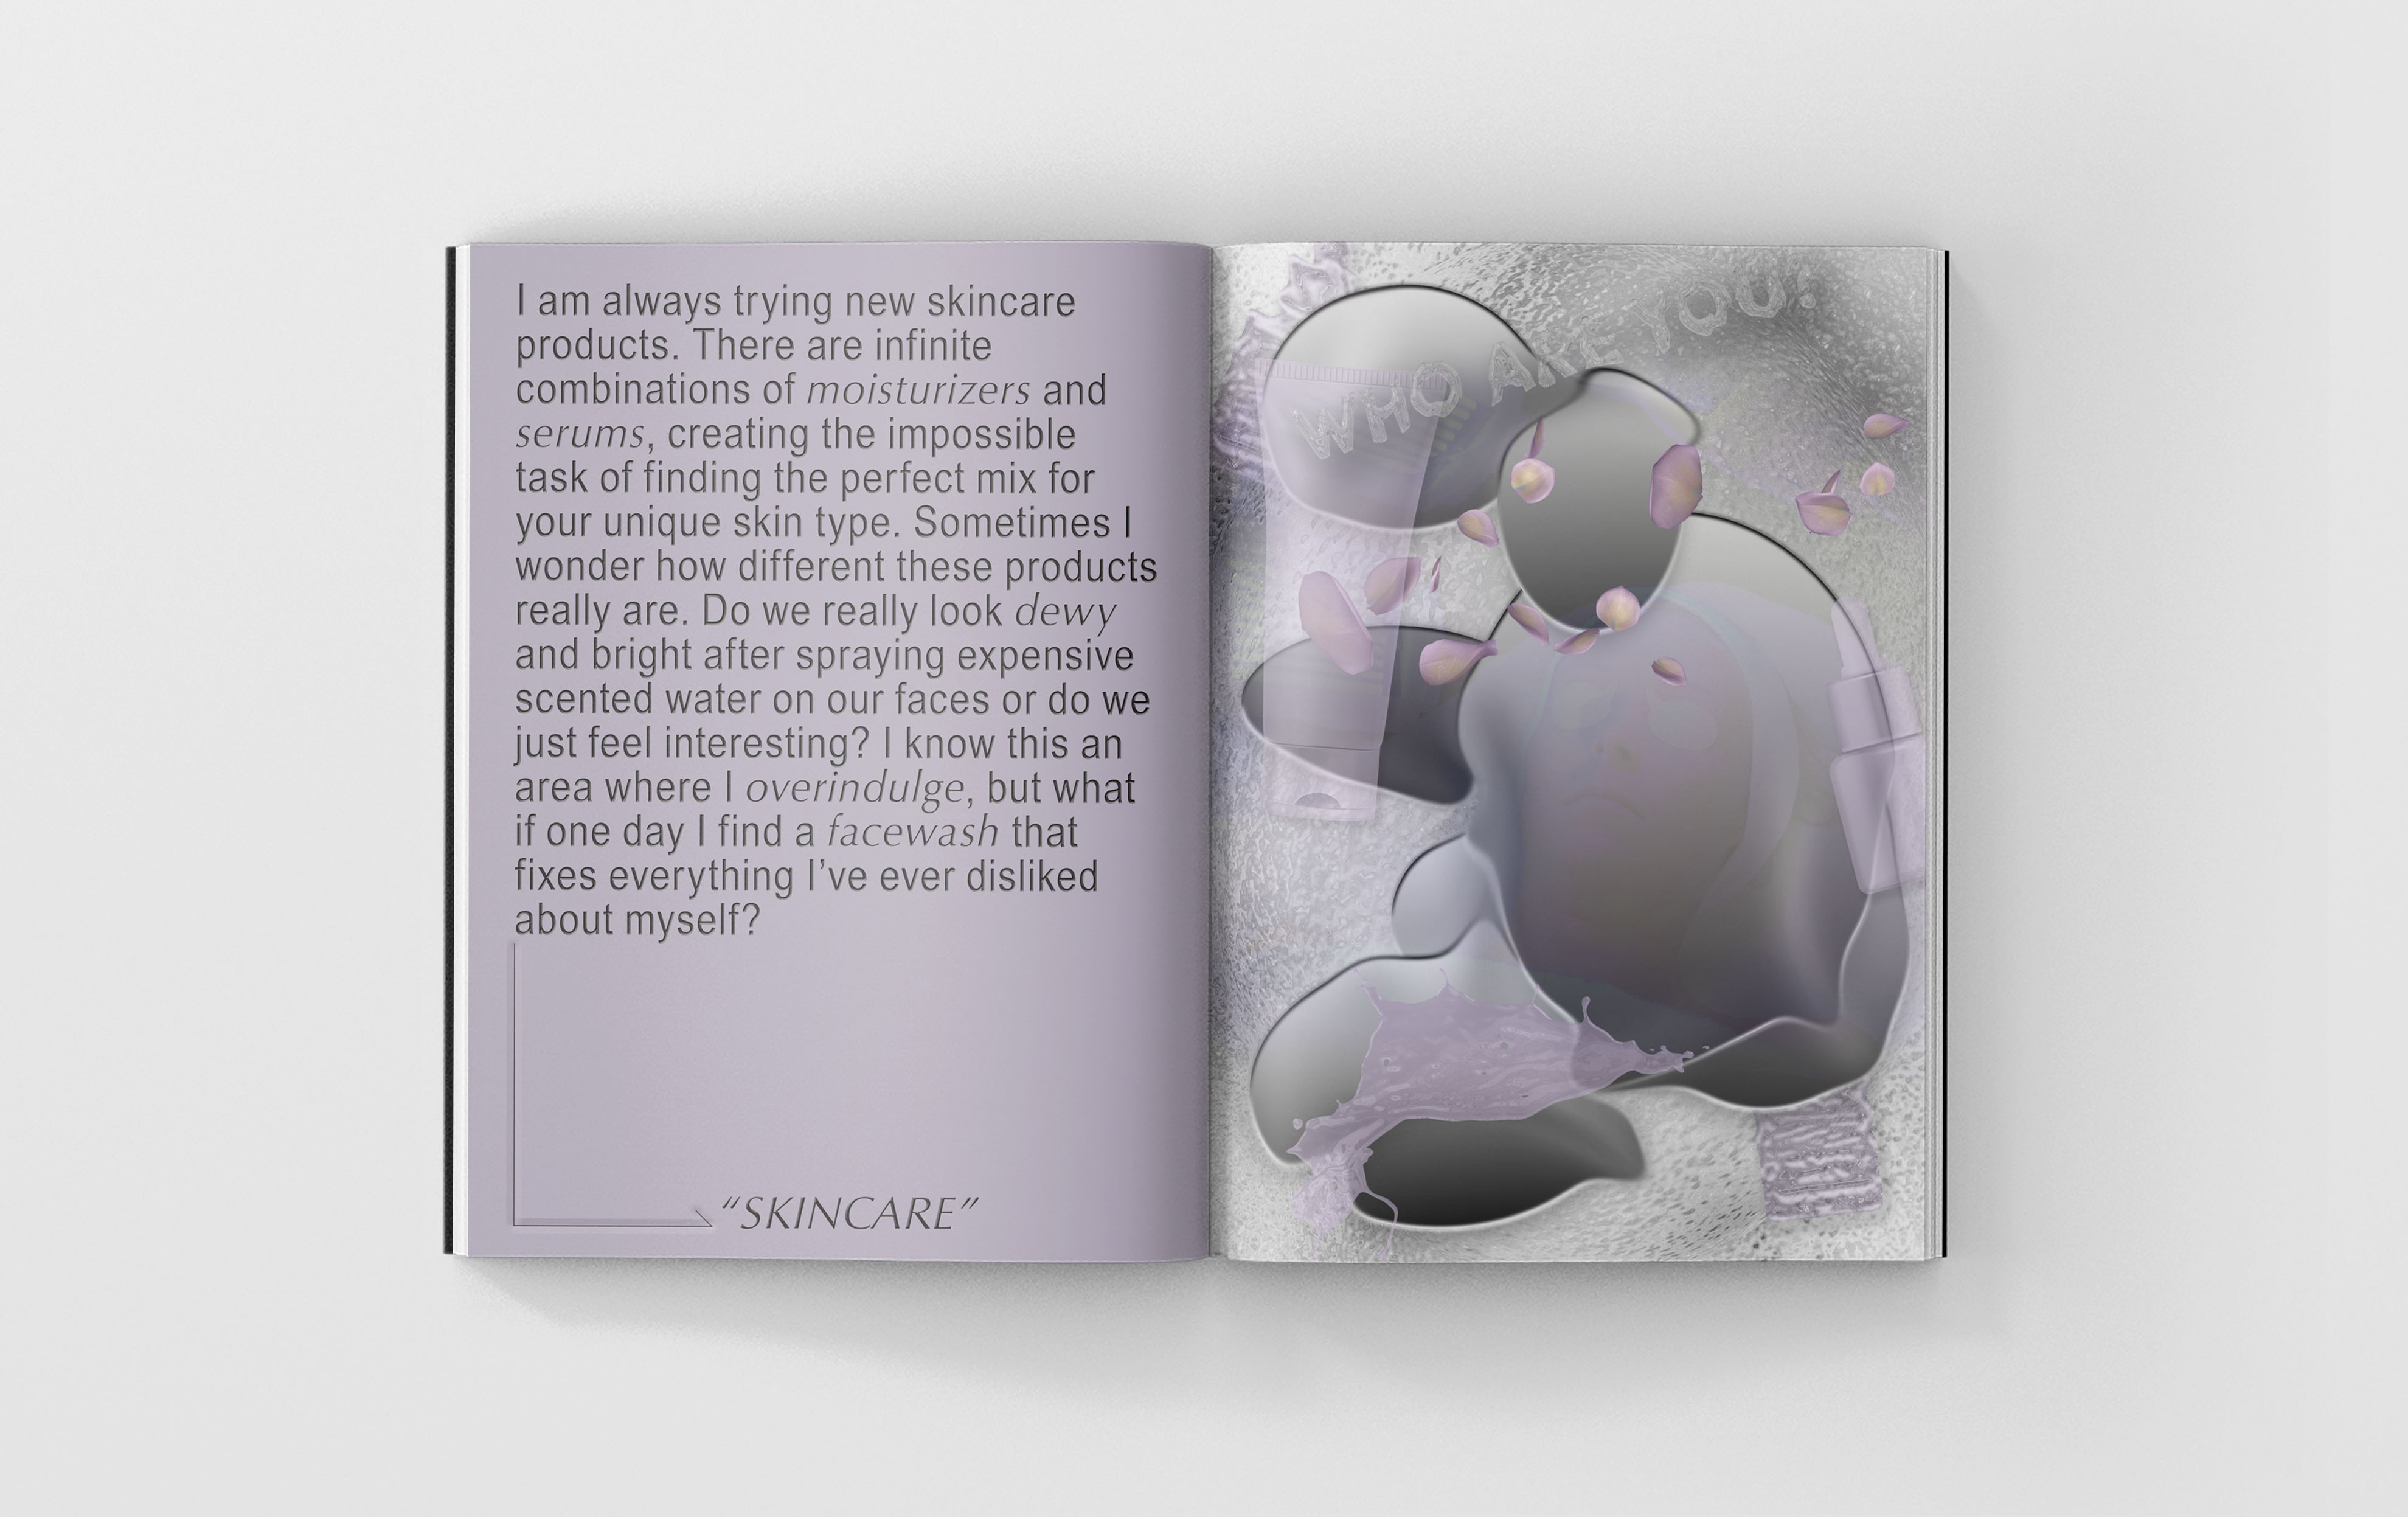 I am always trying new skincare
products. There are infinite
combinations of moisturizers and
serums, creating the impossible
task of finding the perfect mix for
your unique skin type. Sometimes I
wonder how different these products
really are. Do we really look dewy
and bright after spraying expensive
scented water on our faces or do we
just feel interesting? I know this an
area where I overindulge, but what
if one day I find a facewash that
fixes everything I’ve ever disliked
about myself?
“SKINCARE”
WHO ARE YOU?